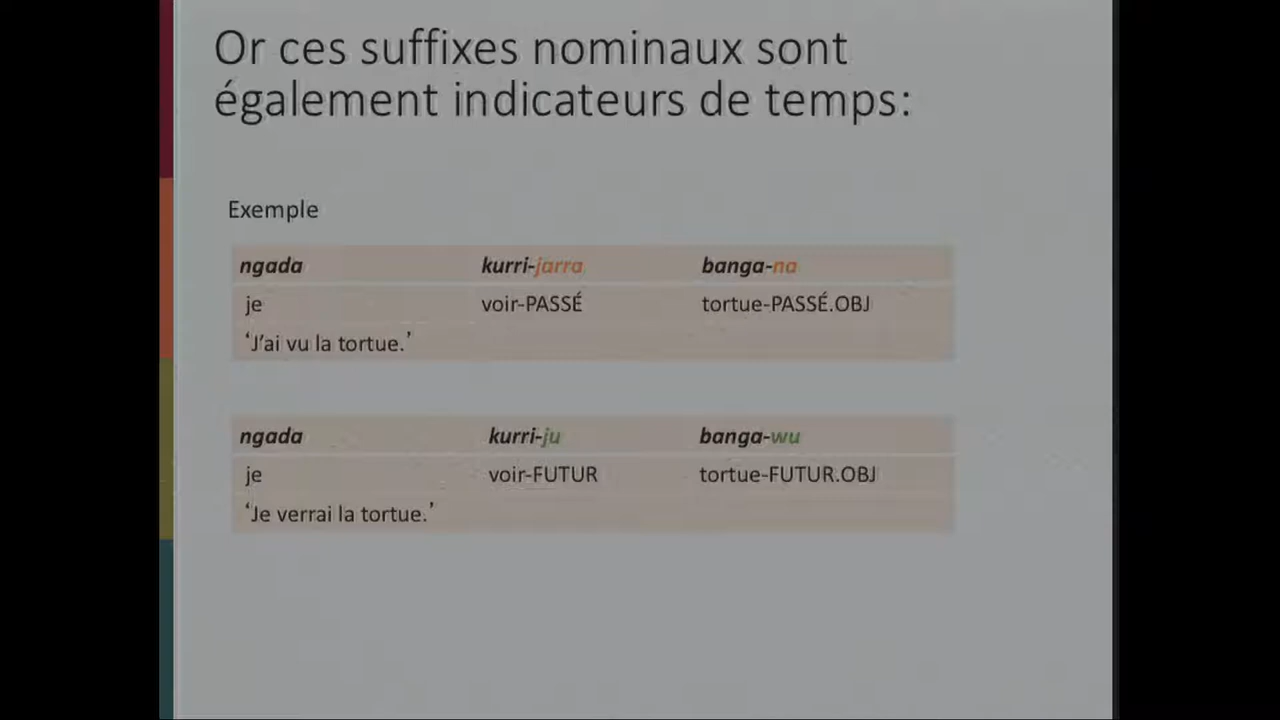 Or ces suffixes nominaux sont
également indicateurs de temps:
Exemple
ngada kurri-jarra banga-na
je voir-PASSÉ tortue-PASSÉ.OBJ
‘J’ai vu la tortue.’
ngada kurri-ju banga-wu
je voir-FUTUR tortue-FUTUR.OBJ
‘Je verrai la tortue.’